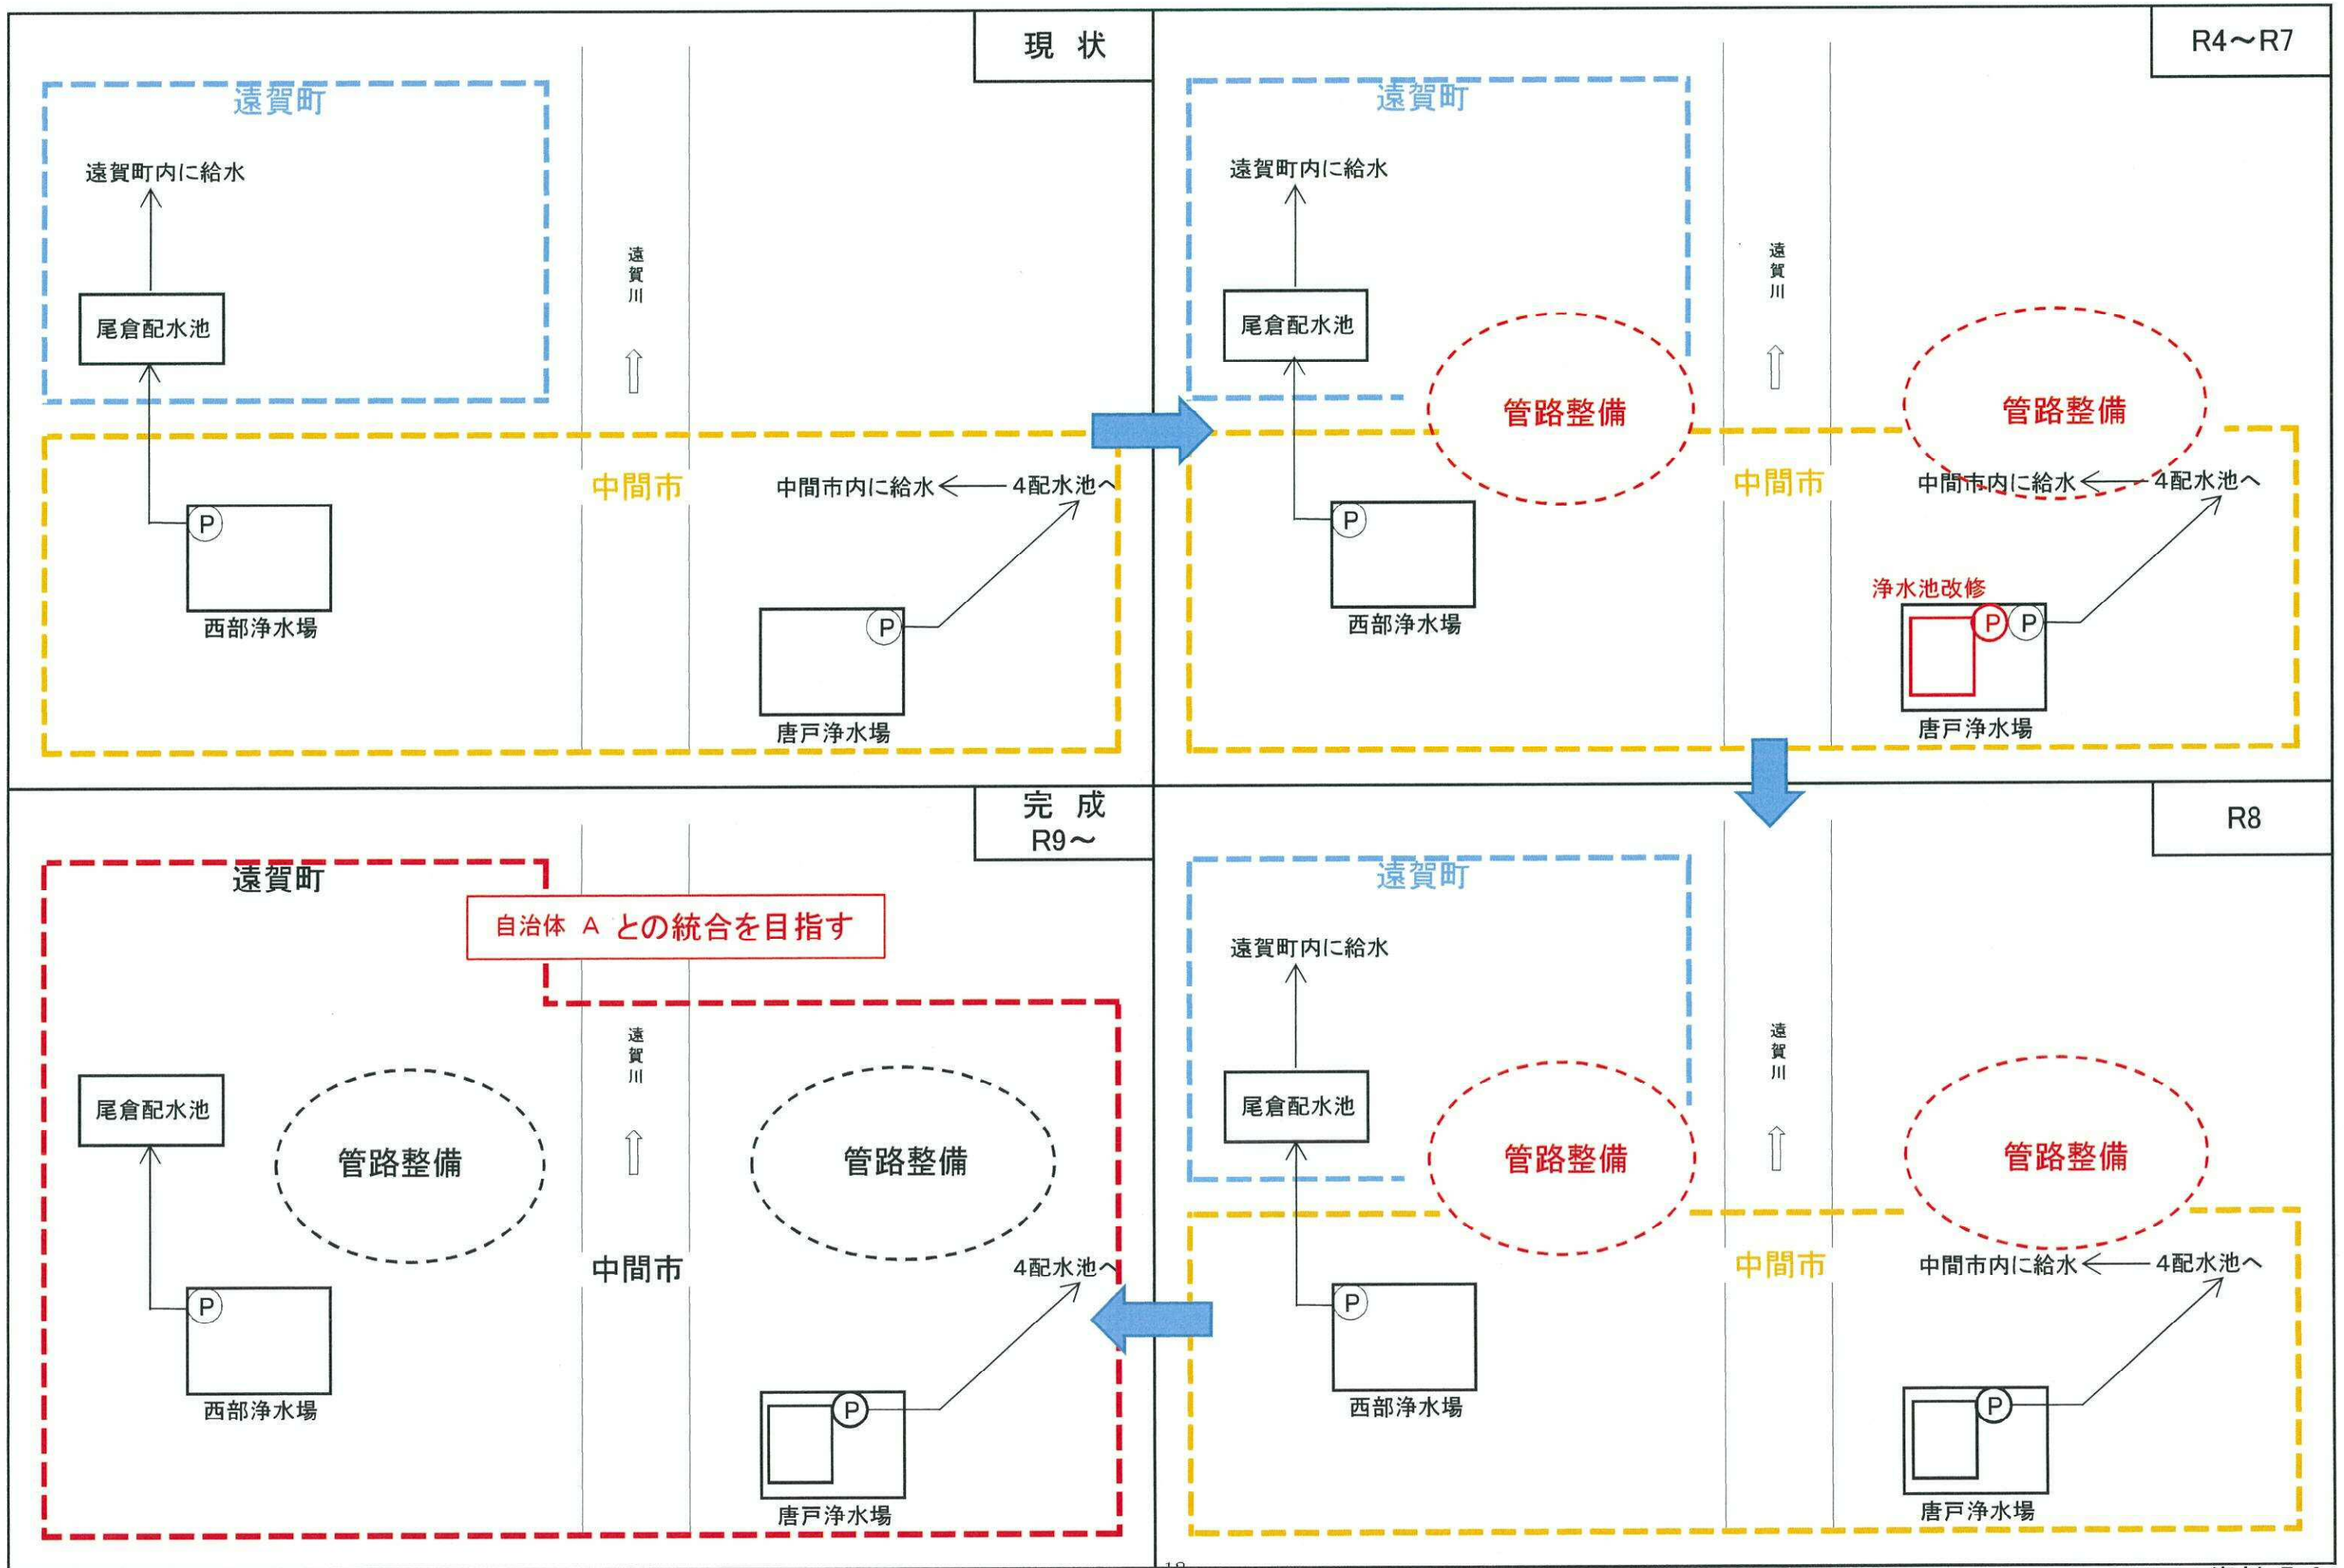 現 状
遠賀町
遠賀町内に給水
遠賀川
尾倉配水池
中間市
中間市内に給水
4配水池へ
P
西部浄水場
P
唐戸浄水場
R4～R7
遠賀町
遠賀町内に給水
遠賀川
尾倉配水池
管路整備
管路整備
中間市
中間市内に給水
4配水池へ
P
西部浄水場
浄水池改修
P P
唐戸浄水場
完 成
R9～
遠賀町
自治体 A との統合を目指す
遠賀川
尾倉配水池
管路整備
管路整備
中間市
4配水池へ
P
西部浄水場
P
唐戸浄水場
R8
遠賀町
遠賀町内に給水
遠賀川
尾倉配水池
管路整備
管路整備
中間市
中間市内に給水
4配水池へ
P
西部浄水場
P
唐戸浄水場